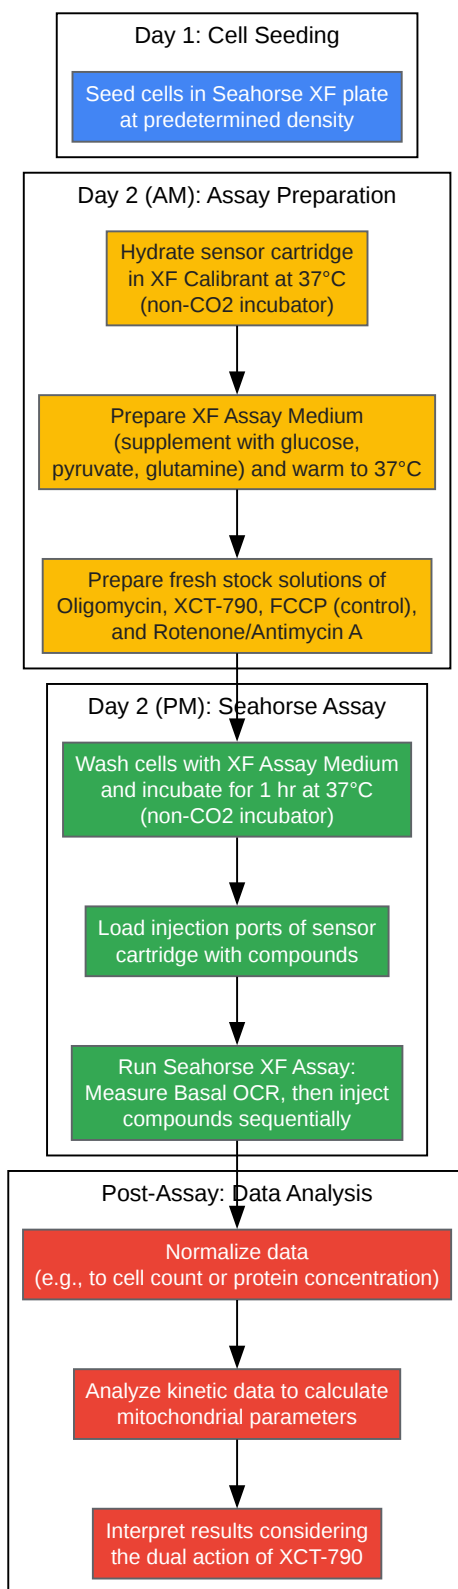 Day 1: Cell Seeding
Seed cells in Seahorse XF plate
at predetermined density
Day 2 (AM): Assay Preparation
Hydrate sensor cartridge
in XF Calibrant at 37°C
(non-CO2 incubator)
Prepare XF Assay Medium
(supplement with glucose,
pyruvate, glutamine) and warm to 37°C
Prepare fresh stock solutions of
Oligomycin, XCT-790, FCCP (control),
and Rotenone/Antimycin A
Day 2 (PM): Seahorse Assay
Wash cells with XF Assay Medium
and incubate for 1 hr at 37°C
(non-CO2 incubator)
Load injection ports of sensor
cartridge with compounds
Run Seahorse XF Assay:
Measure Basal OCR, then inject
compounds sequentially
Post-Assay: Data Analysis
Normalize data
(e.g., to cell count or protein concentration)
Analyze kinetic data to calculate
mitochondrial parameters
Interpret results considering
the dual action of XCT-790